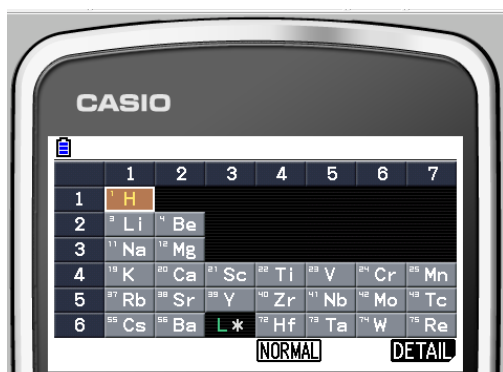 CASIO
1 2 3 4 5 6 7
1 1 H
2 3 Li 4 Be
3 11 Na 12 Mg
4 19 K 20 Ca 21 Sc 22 Ti 23 V 24 Cr 25 Mn
5 37 Rb 38 Sr 39 Y 40 Zr 41 Nb 42 Mo 43 Tc
6 55 Cs 56 Ba L* 72 Hf 73 Ta 74 W 75 Re
NORMAL DETAIL